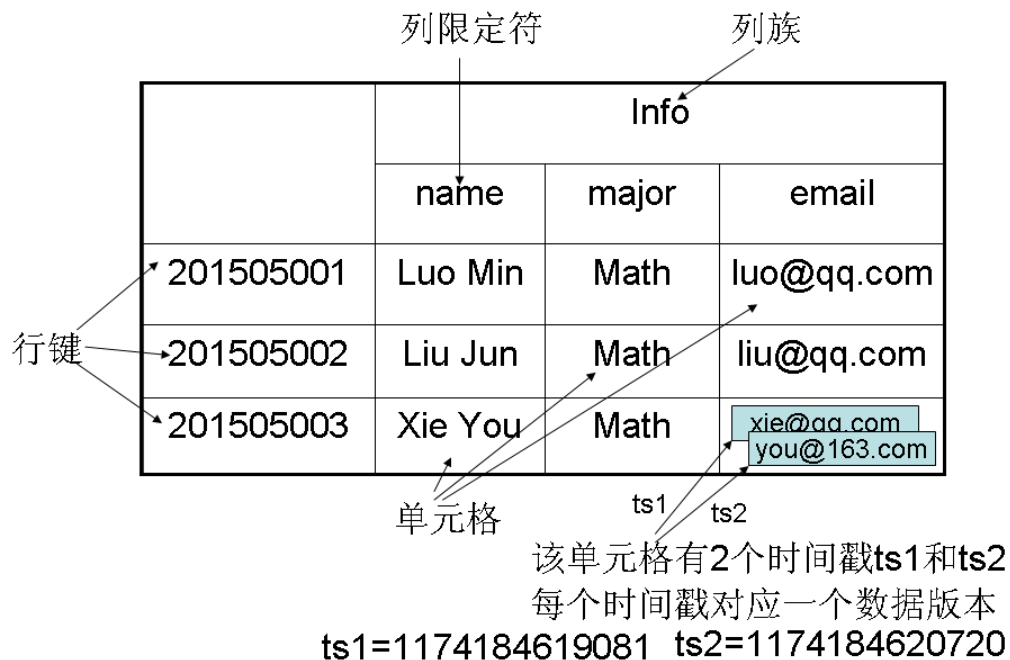 列限定符 列族
Info
name major email
201505001 Luo Min Math luo@qq.com
行键
201505002 Liu Jun Math liu@qq.com
201505003 Xie You Math xie@qq.com
you@163.com
单元格 ts1 ts2
该单元格有2个时间戳ts1和ts2
每个时间戳对应一个数据版本
ts1=1174184619081 ts2=1174184620720